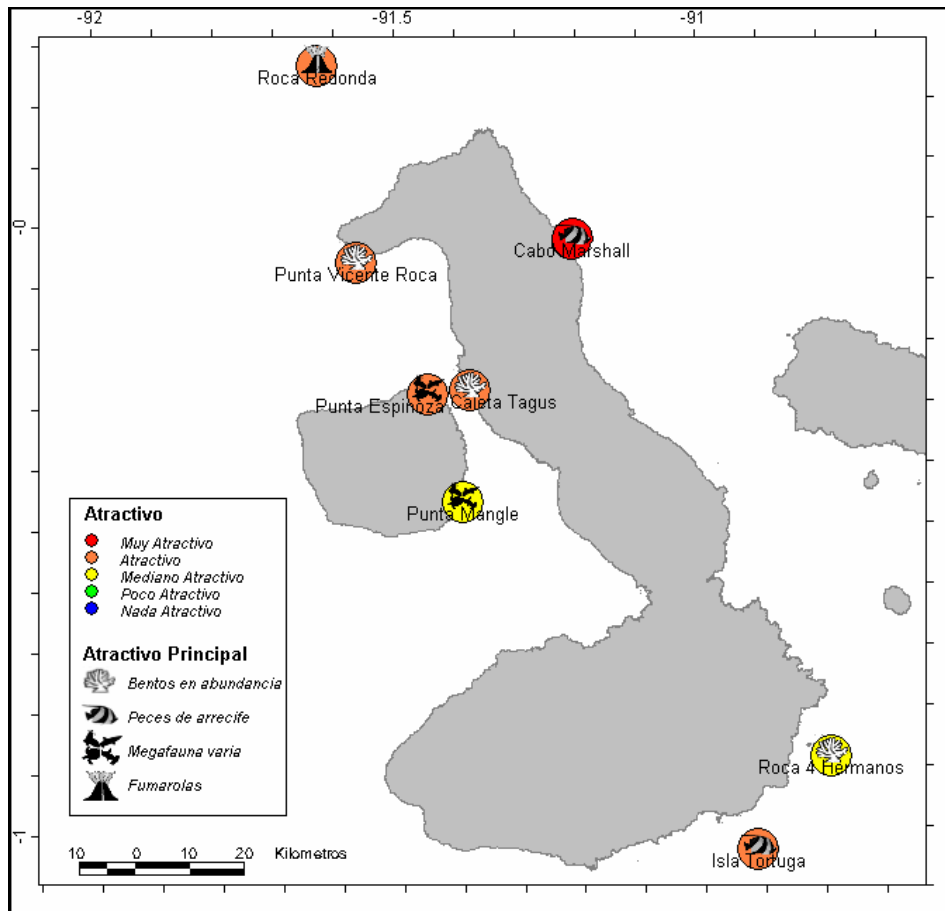 -92 -91.5 -91
Roca Redonda
-0
Cabo Marshall
Punta Vicente Roca
Punta Espinoza
Caleta Tagus
Punta Mangle
Atractivo
Muy Atractivo
Atractivo
Mediano Atractivo
Poco Atractivo
Nada Atractivo
Atractivo Principal
Bentos en abundancia
Peces de arrecife
Megafauna varia
Fumarolas
Roca 4 Hermanos
-1
10 0 10 20 Kilometros
Isla Tortuga